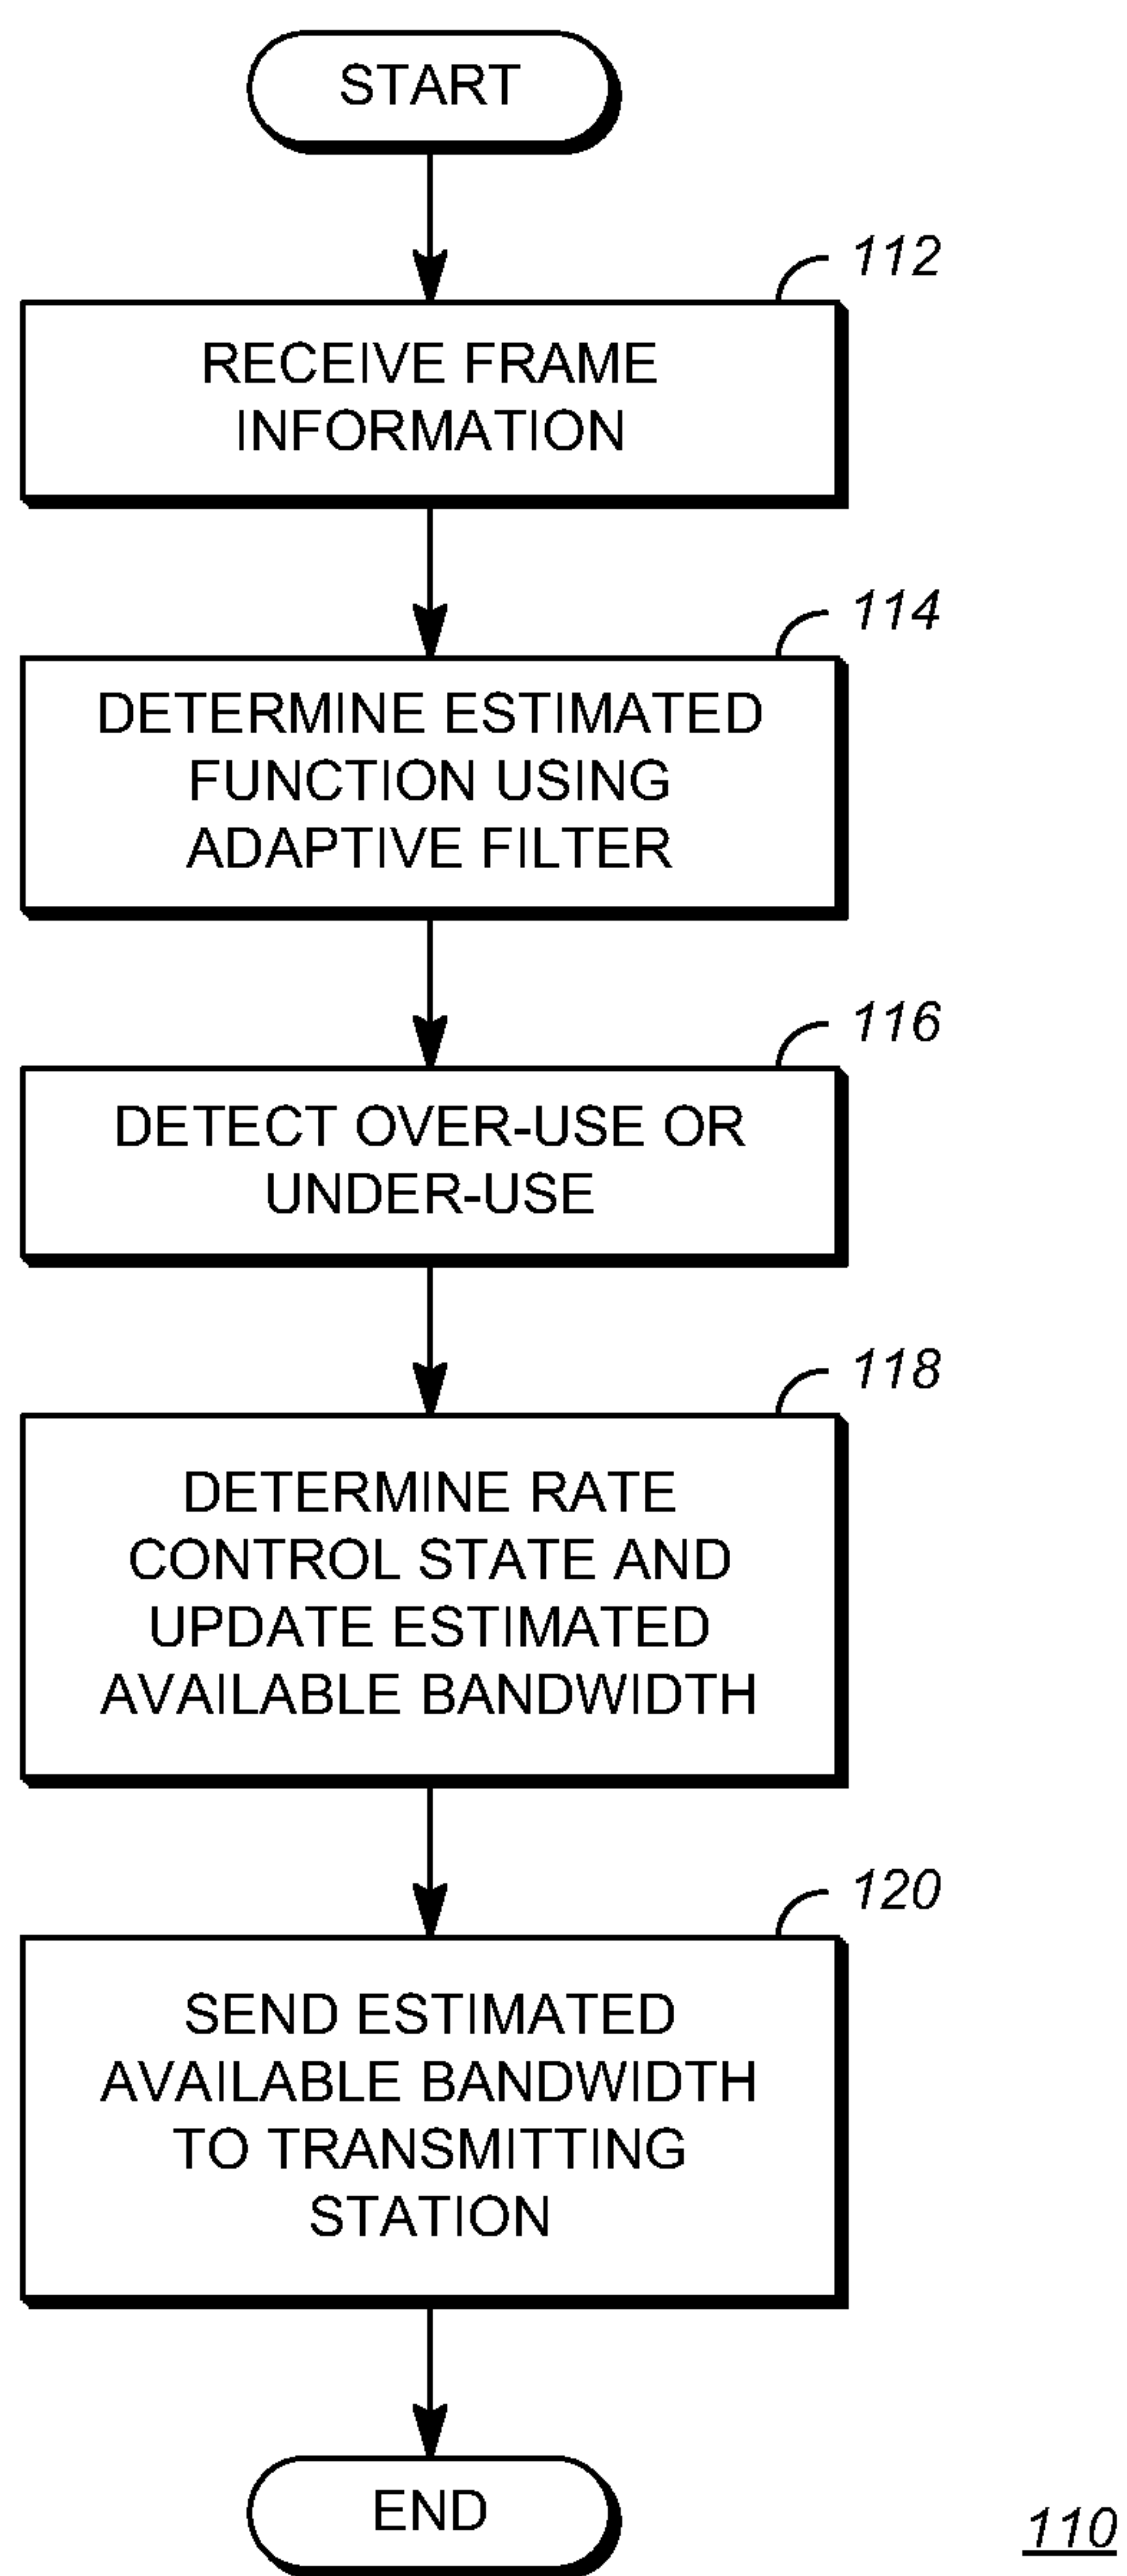 START
112
RECEIVE FRAME
INFORMATION
114
DETERMINE ESTIMATED
FUNCTION USING
ADAPTIVE FILTER
116
DETECT OVER-USE OR
UNDER-USE
118
DETERMINE RATE
CONTROL STATE AND
UPDATE ESTIMATED
AVAILABLE BANDWIDTH
120
SEND ESTIMATED
AVAILABLE BANDWIDTH
TO TRANSMITTING
STATION
END
110